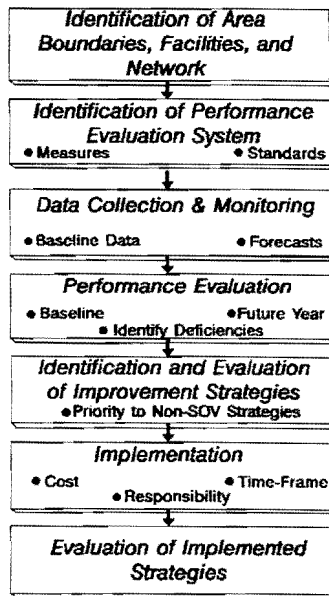 Identification of Area
Boundaries, Facilities, and
Network
Identification of Performance
Evaluation System
• Measures • Standards
Data Collection & Monitoring
• Baseline Data • Forecasts
Performance Evaluation
• Baseline • Future Year
• Identify Deficiencies
Identification and Evaluation
of Improvement Strategies
• Priority to Non-SOV Strategies
Implementation
• Cost • Time-Frame
• Responsibility
Evaluation of Implemented
Strategies